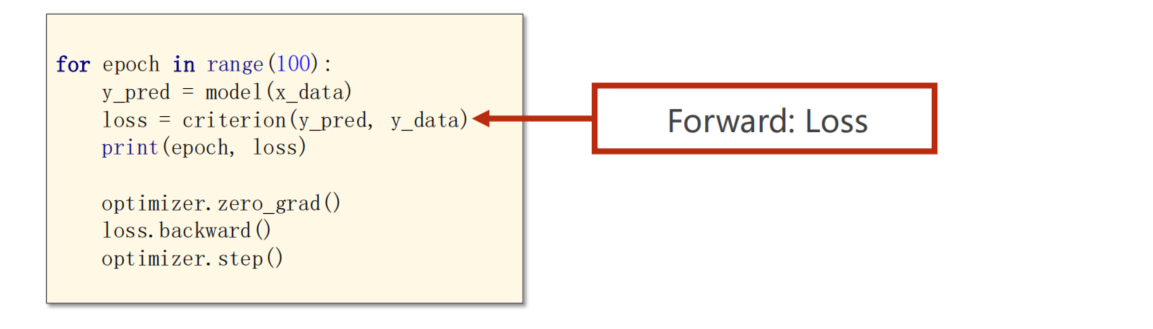 for epoch in range(100):
    y_pred = model(x_data)
    loss = criterion(y_pred, y_data)
    print(epoch, loss)
    optimizer.zero_grad()
    loss.backward()
    optimizer.step()
Forward: Loss